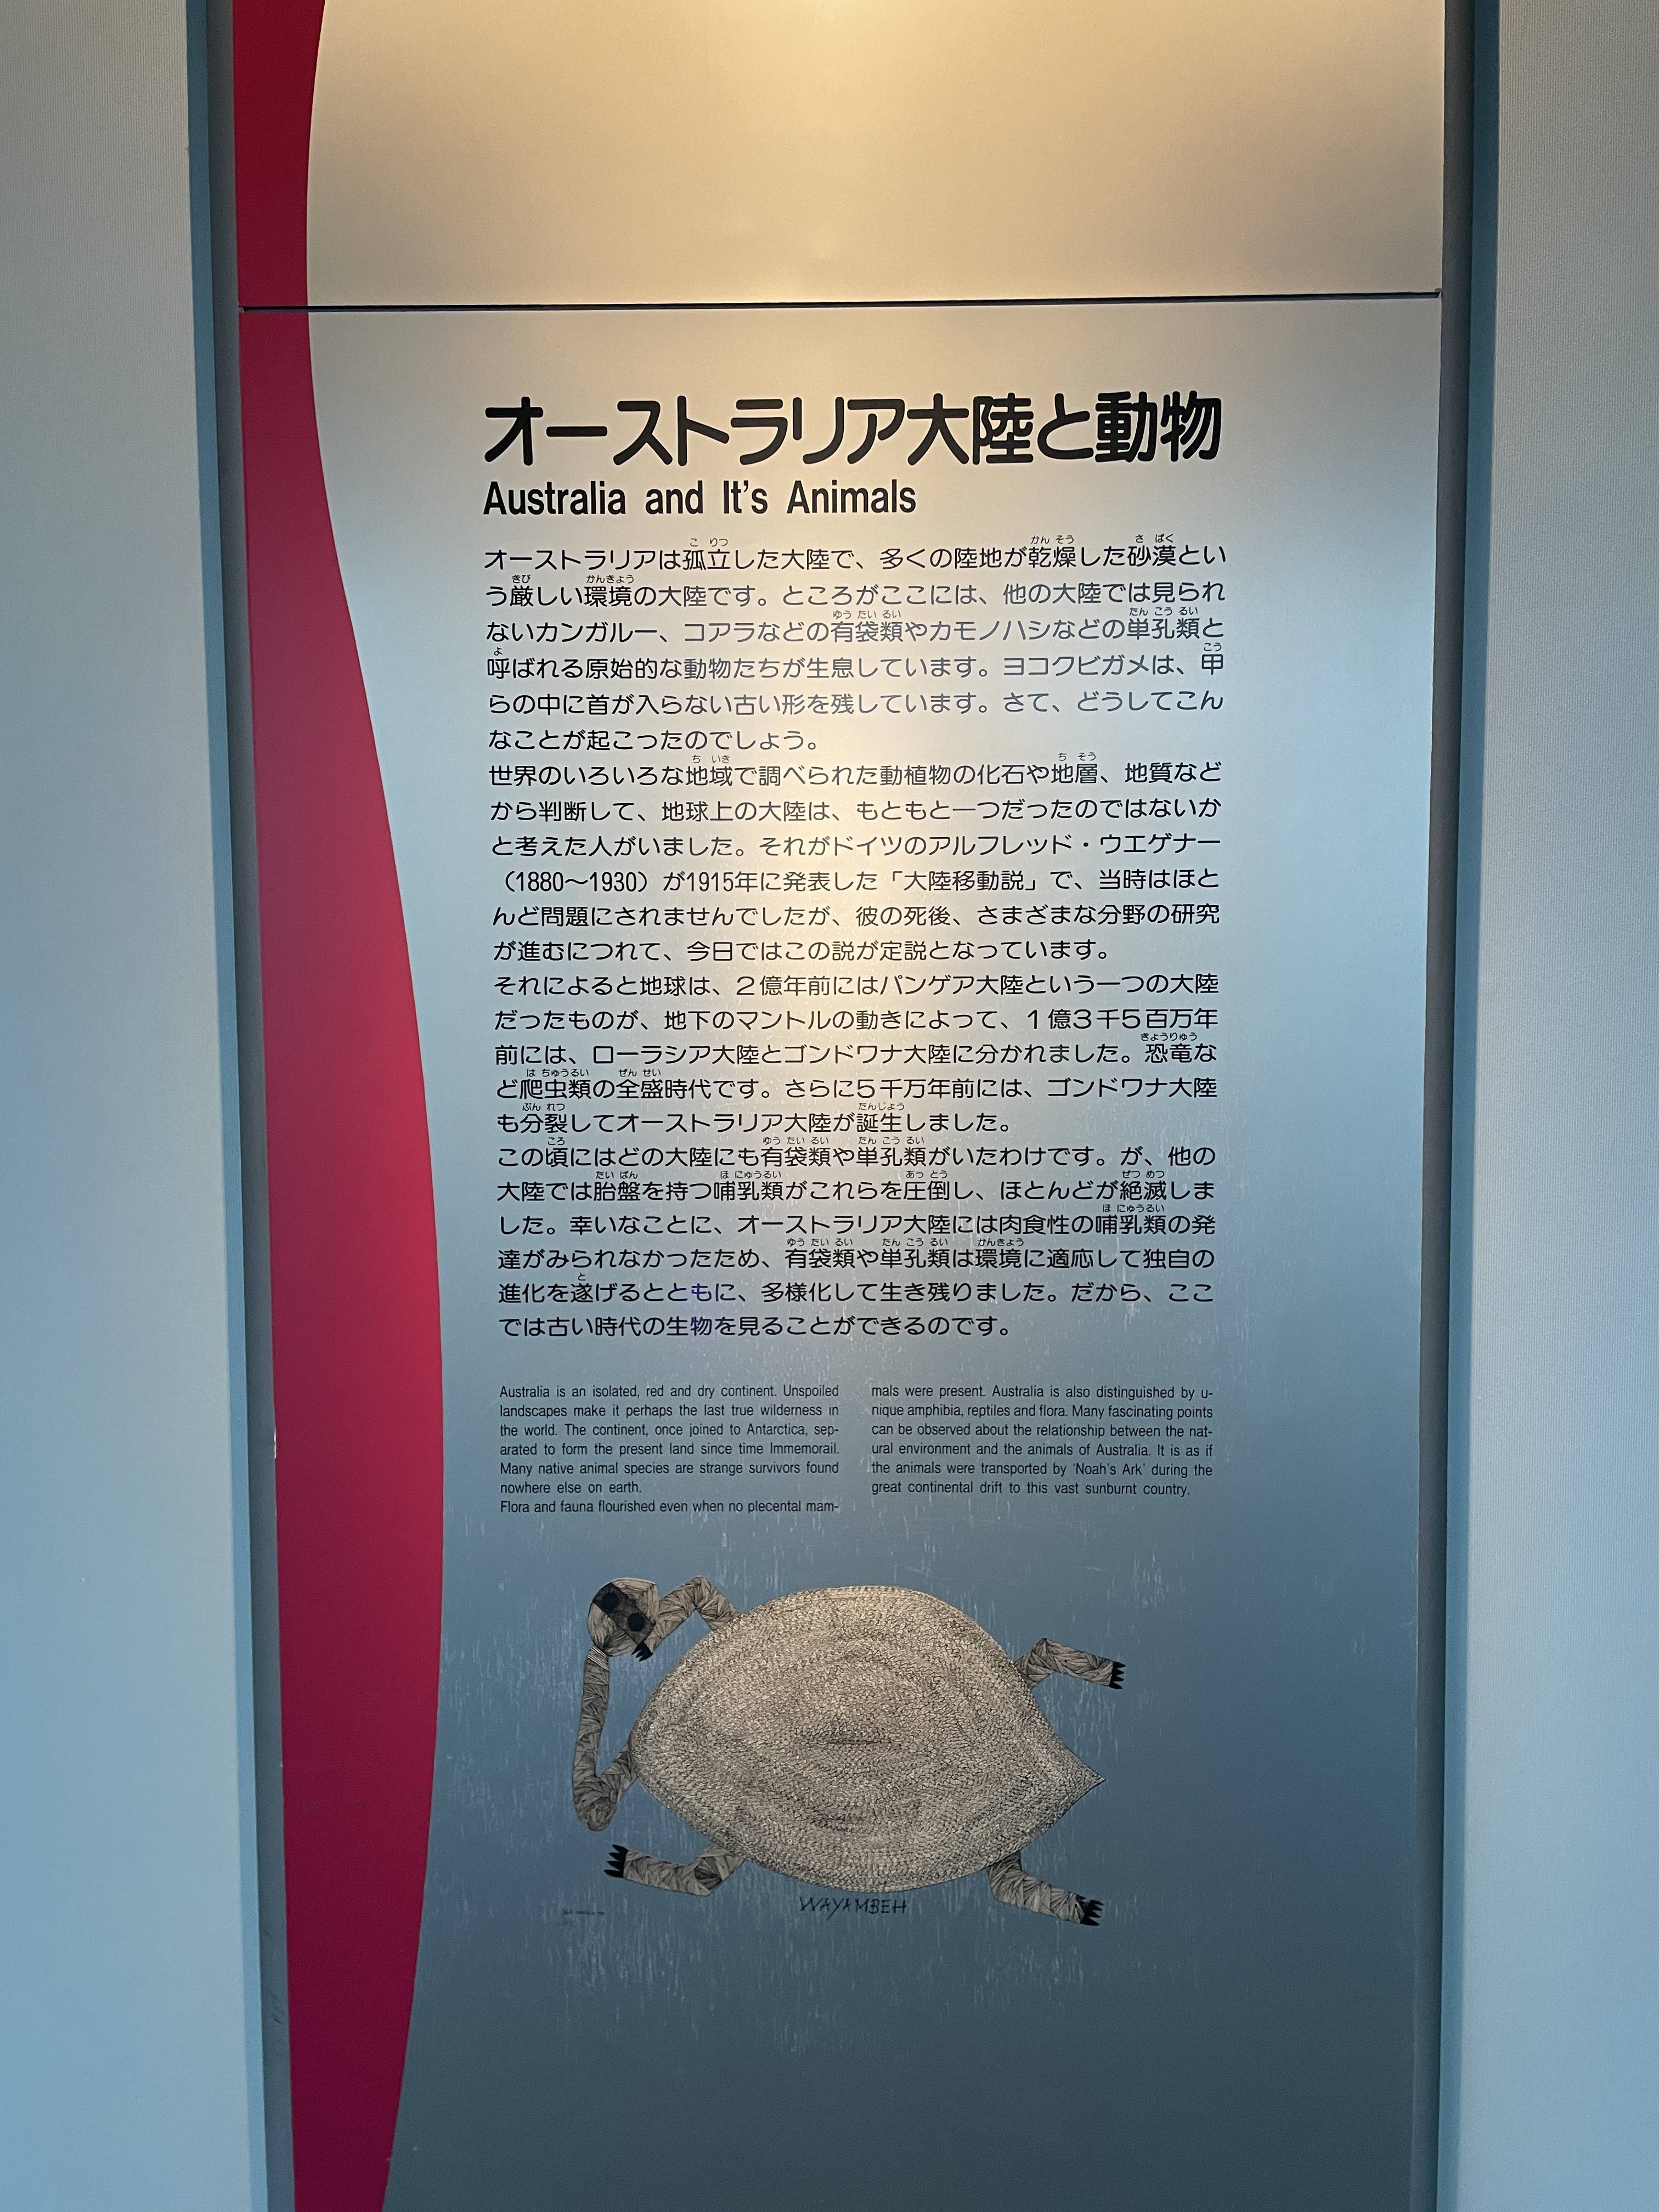 オーストラリア大陸と動物
Australia and It's Animals
オーストラリアは孤立した大陸で、多くの陸地が乾燥した砂漠とい
う厳しい環境の大陸です。ところがここには、他の大陸では見られ
ないカンガルー、コアラなどの有袋類やカモノハシなどの単孔類と
呼ばれる原始的な動物たちが生息しています。ヨコクビガメは、甲
らの中に首が入らない古い形を残しています。さて、どうしてこん
なことが起こったのでしょう。
世界のいろいろな地域で調べられた動植物の化石や地層、地質など
から判断して、地球上の大陸は、もともと一つだったのではないか
と考えた人がいました。それがドイツのアルフレッド・ウエゲナー
（1880〜1930）が1915年に発表した「大陸移動説」で、当時はほと
んど問題にされませんでしたが、彼の死後、さまざまな分野の研究
が進むにつれて、今日ではこの説が定説となっています。
それによると地球は、2億年前にはパンゲア大陸という一つの大陸
だったものが、地下のマントルの動きによって、1億3千5百万年
前には、ローラシア大陸とゴンドワナ大陸に分かれました。恐竜な
ど爬虫類の全盛時代です。さらに5千万年前には、ゴンドワナ大陸
も分裂してオーストラリア大陸が誕生しました。
この頃にはどの大陸にも有袋類や単孔類がいたわけです。が、他の
大陸では胎盤を持つ哺乳類がこれらを圧倒し、ほとんどが絶滅しま
した。幸いなことに、オーストラリア大陸には肉食性の哺乳類の発
達がみられなかったため、有袋類や単孔類は環境に適応して独自の
進化を遂げるとともに、多様化して生き残りました。だから、ここ
では古い時代の生物を見ることができるのです。
Australia is an isolated, red and dry continent. Unspoiled
landscapes make it perhaps the last true wilderness in
the world. The continent, once joined to Antarctica, sep-
arated to form the present land since time Immemorail.
Many native animal species are strange survivors found
nowhere else on earth.
Flora and fauna flourished even when no plecental mam-
mals were present. Australia is also distinguished by u-
nique amphibia, reptiles and flora. Many fascinating points
can be observed about the relationship between the nat-
ural environment and the animals of Australia. It is as if
the animals were transported by 'Noah's Ark' during the
great continental drift to this vast sunburnt country.
WAYAMBEH